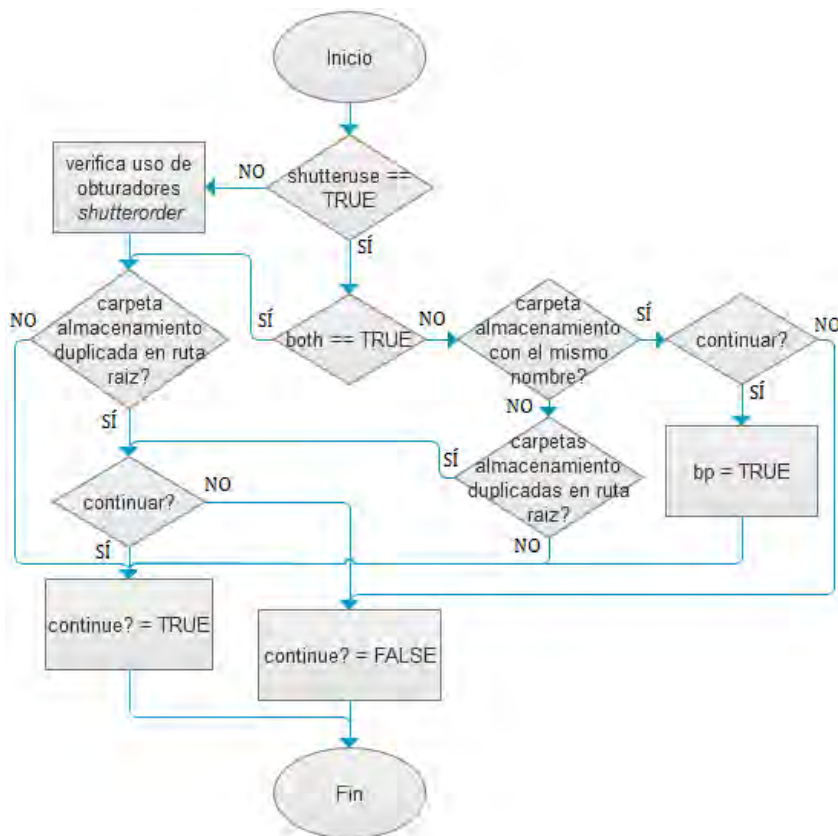 Inicio
verifica uso de
obturadores
shutterorder
NO
shutteruse ==
TRUE
SÍ
NO
carpeta
almacenamiento
duplicada en ruta
raiz?
SÍ
both == TRUE
NO
carpeta
almacenamiento
con el mismo
nombre?
SÍ
continuar?
NO
SÍ
NO
SÍ
carpetas
almacenamiento
duplicadas en ruta
raiz?
SÍ
bp = TRUE
continuar?
NO
NO
SÍ
continue? = TRUE
continue? = FALSE
Fin